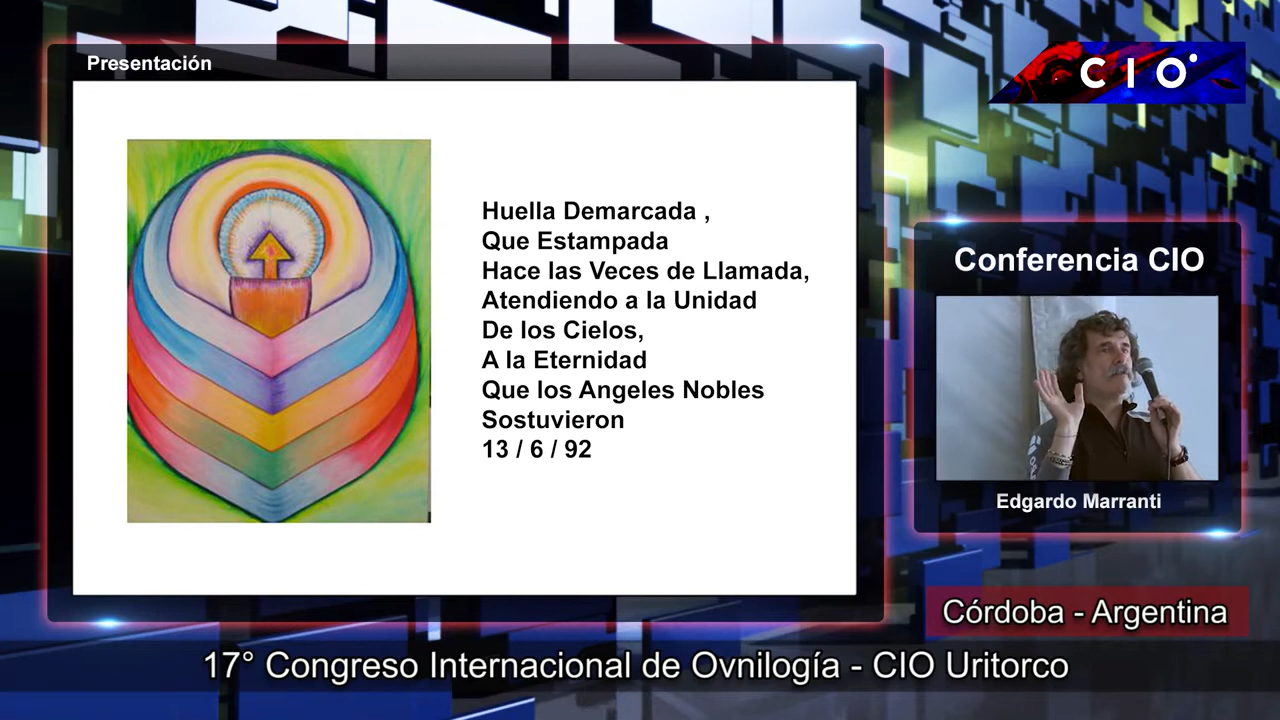 Presentación
CIO
Huella Demarcada ,
Que Estampada
Hace las Veces de Llamada,
Atendiendo a la Unidad
De los Cielos,
A la Eternidad
Que los Angeles Nobles
Sostuvieron
13 / 6 / 92
Conferencia CIO
Edgardo Marranti
Córdoba - Argentina
17° Congreso Internacional de Ovnilogía - CIO Uritorco